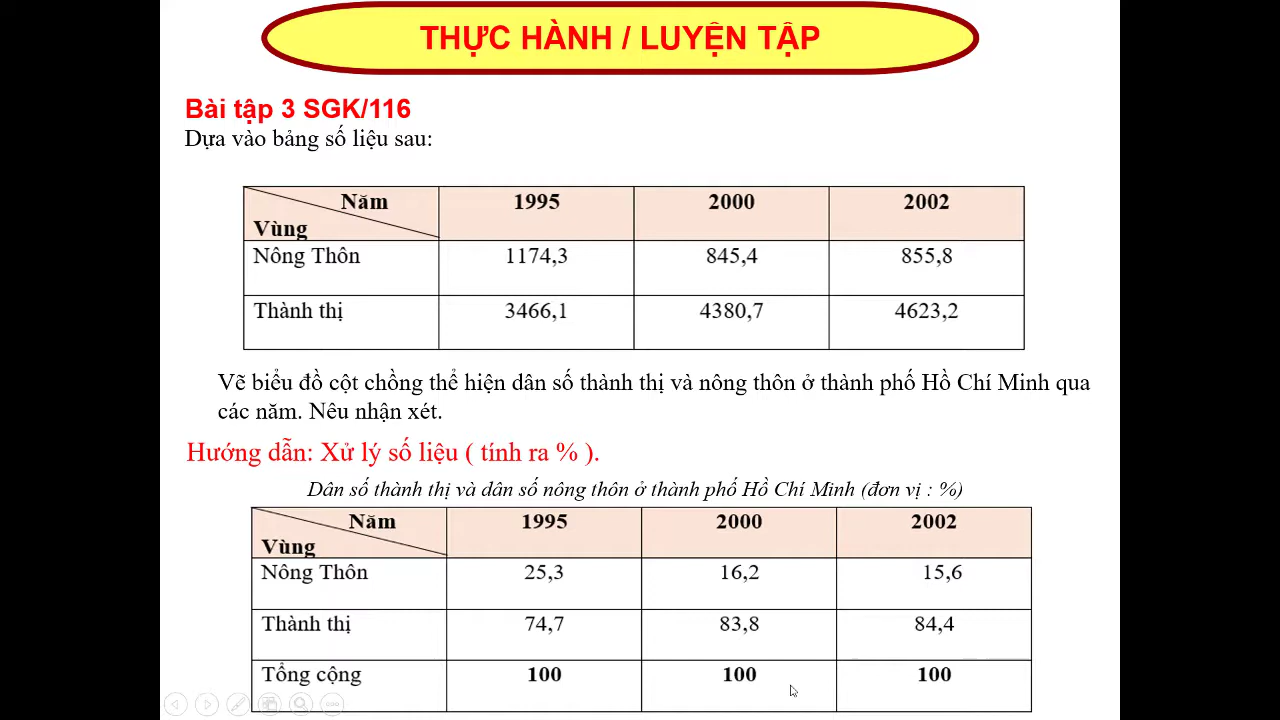 THỰC HÀNH / LUYỆN TẬP
Bài tập 3 SGK/116
Dựa vào bảng số liệu sau:
Năm 1995 2000 2002
Vùng
Nông Thôn 1174,3 845,4 855,8
Thành thị 3466,1 4380,7 4623,2
Vẽ biểu đồ cột chồng thể hiện dân số thành thị và nông thôn ở thành phố Hồ Chí Minh qua
các năm. Nêu nhận xét.
Hướng dẫn: Xử lý số liệu ( tính ra % ).
Dân số thành thị và dân số nông thôn ở thành phố Hồ Chí Minh (đơn vị : %)
Năm 1995 2000 2002
Vùng
Nông Thôn 25,3 16,2 15,6
Thành thị 74,7 83,8 84,4
Tổng cộng 100 100 100